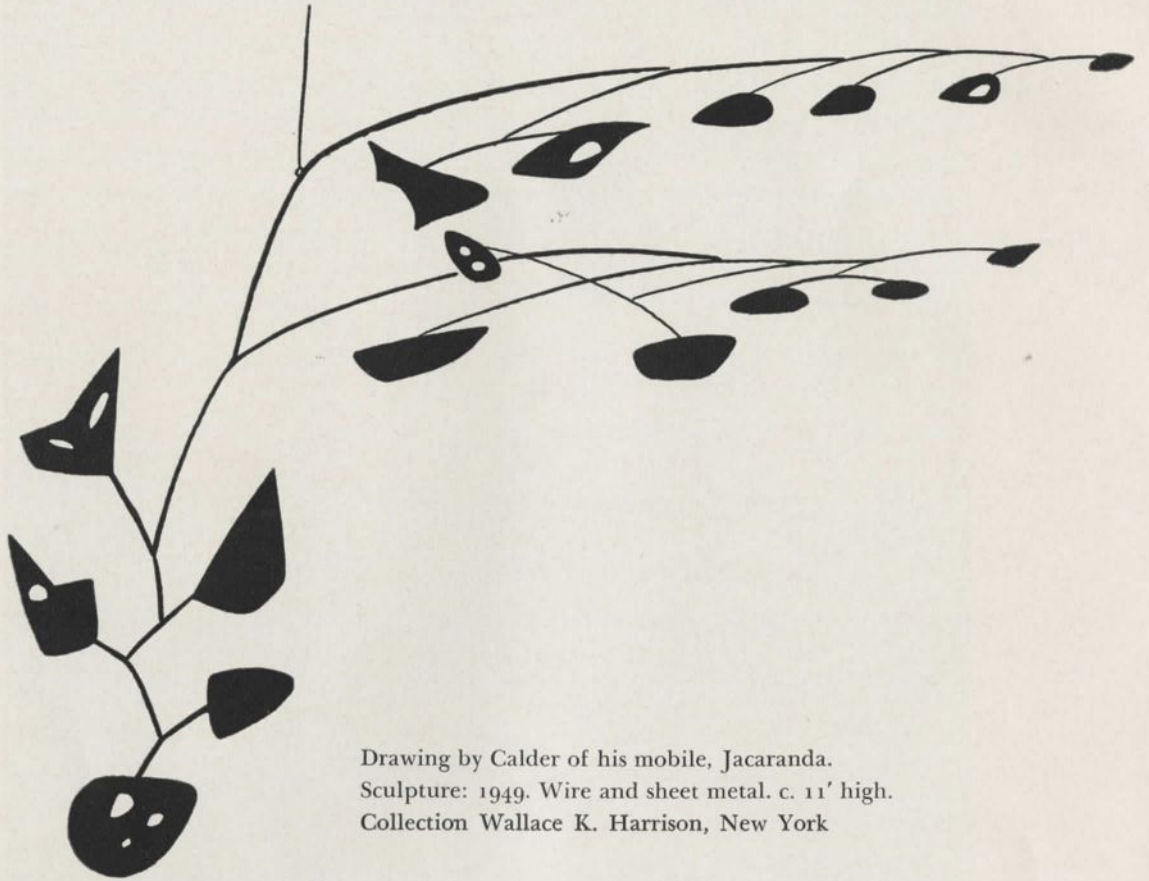 Drawing by Calder of his mobile, Jacaranda.
Sculpture: 1949. Wire and sheet metal. c. 11′ high.
Collection Wallace K. Harrison, New York